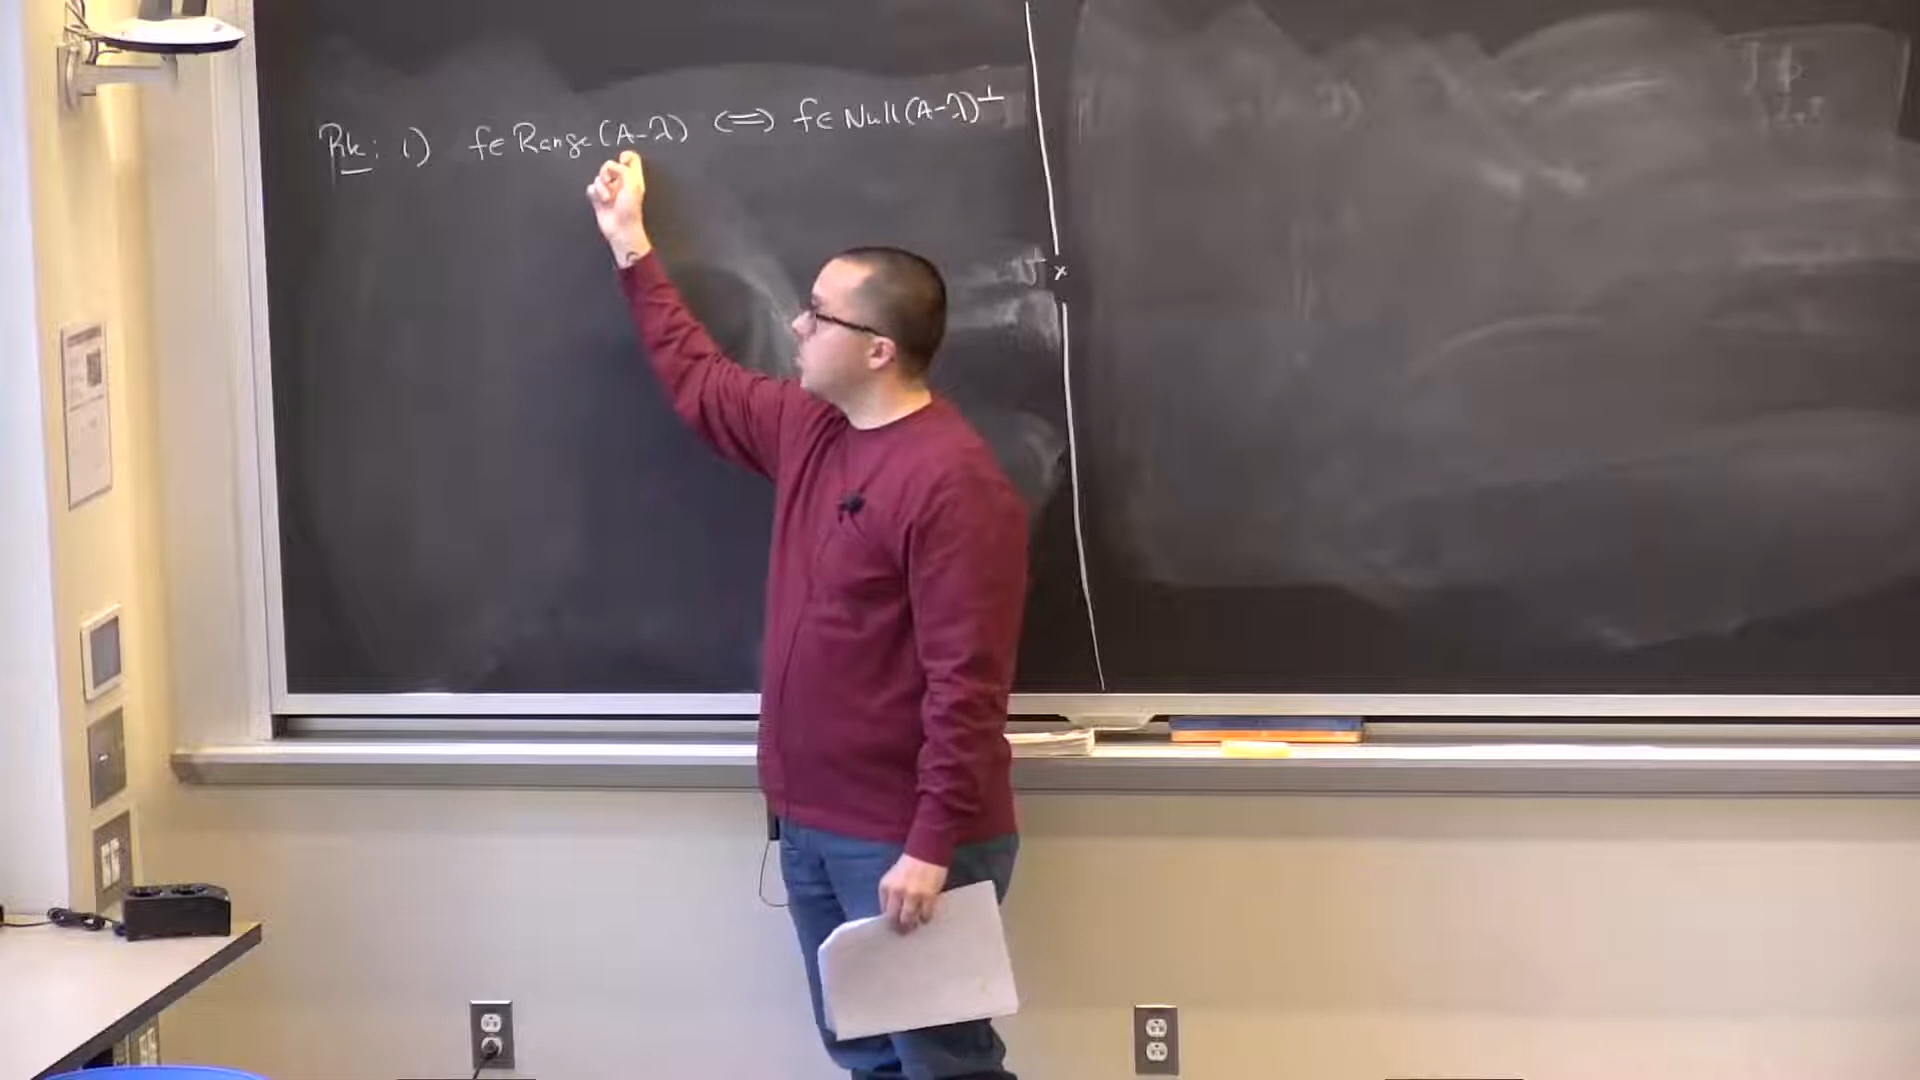 Rk: 1) f ∈ Range(A-λ) ⟺ f ∈ Null(A-λ)^⊥